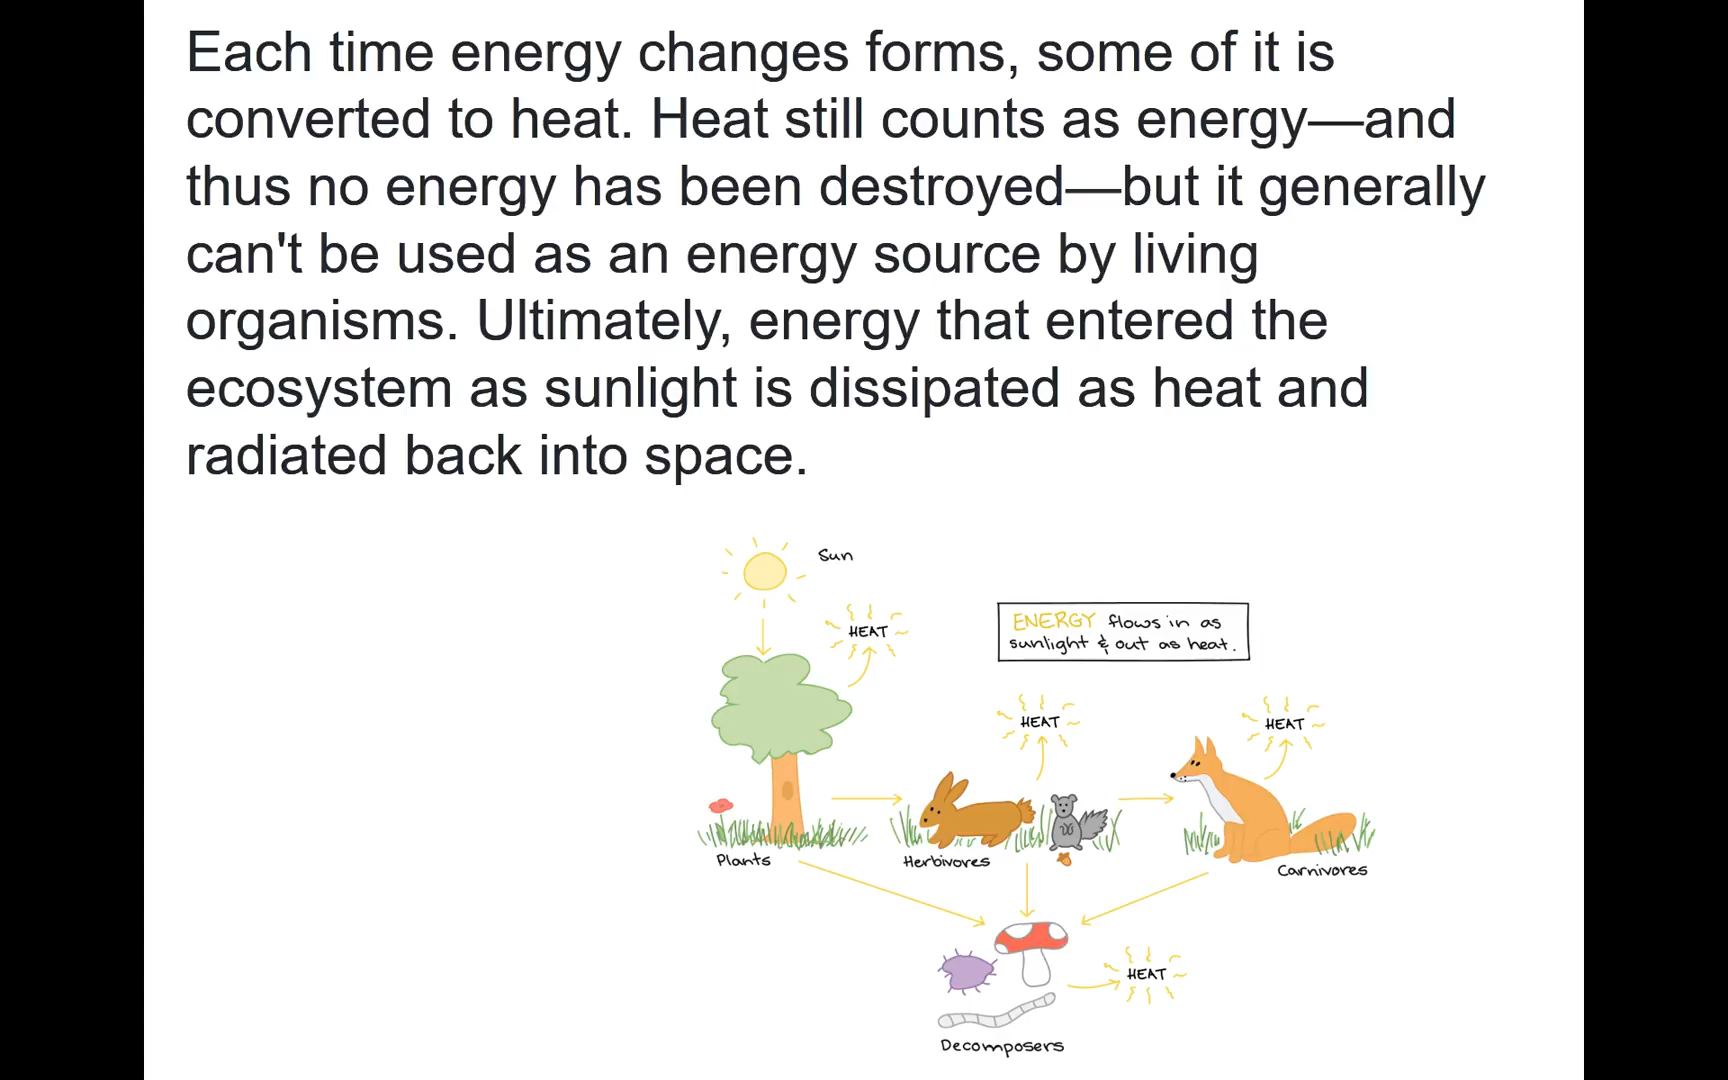 Each time energy changes forms, some of it is
converted to heat. Heat still counts as energy—and
thus no energy has been destroyed—but it generally
can't be used as an energy source by living
organisms. Ultimately, energy that entered the
ecosystem as sunlight is dissipated as heat and
radiated back into space.
Sun
HEAT
ENERGY flows in as
sunlight & out as heat.
HEAT
HEAT
Plants
Herbivores
Carnivores
HEAT
Decomposers